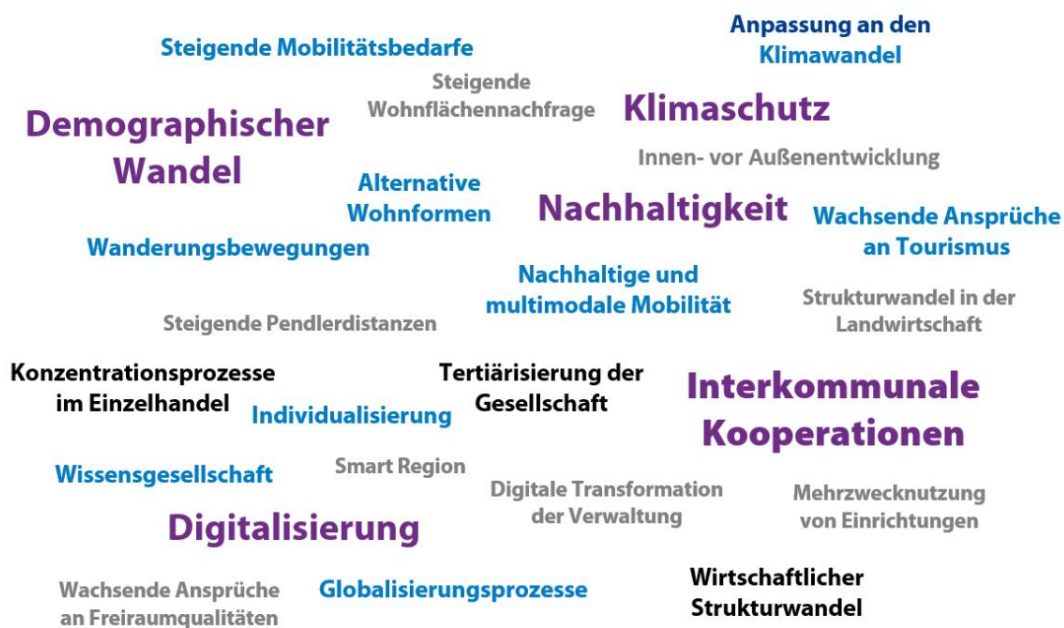 Anpassung an den
Klimawandel
Steigende Mobilitätsbedarfe
Steigende
Wohnflächennachfrage
Klimaschutz
Demographischer
Wandel
Innen- vor Außenentwicklung
Alternative
Wohnformen
Nachhaltigkeit
Wachsende Ansprüche
an Tourismus
Wanderungsbewegungen
Nachhaltige und
multimodale Mobilität
Strukturwandel in der
Landwirtschaft
Steigende Pendlerdistanzen
Konzentrationsprozesse
im Einzelhandel
Tertiärisierung der
Gesellschaft
Interkommunale
Kooperationen
Individualisierung
Wissensgesellschaft
Smart Region
Digitale Transformation
der Verwaltung
Mehrzwecknutzung
von Einrichtungen
Digitalisierung
Wachsende Ansprüche
an Freiraumqualitäten
Globalisierungsprozesse
Wirtschaftlicher
Strukturwandel